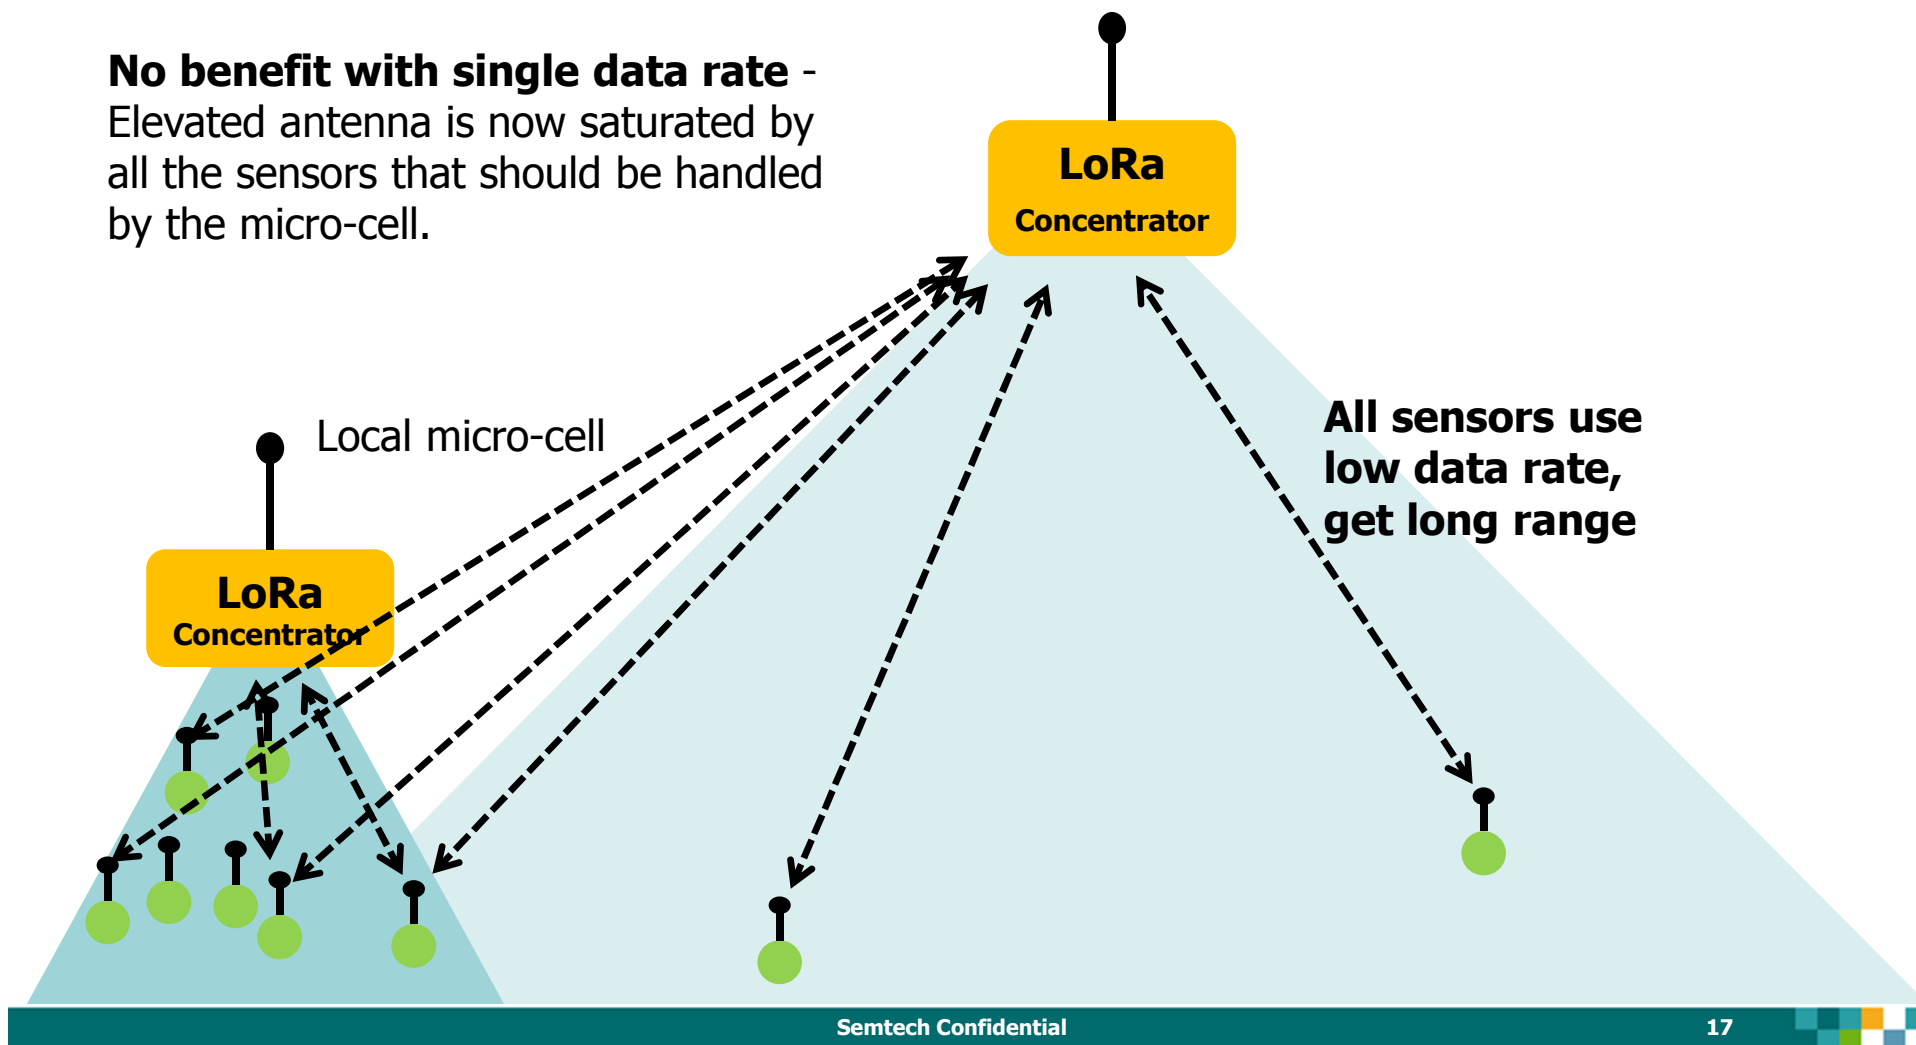 No benefit with single data rate -
Elevated antenna is now saturated by
all the sensors that should be handled
by the micro-cell.
LoRa
Concentrator
Local micro-cell
All sensors use
low data rate,
get long range
LoRa
Concentrator
Semtech Confidential
17